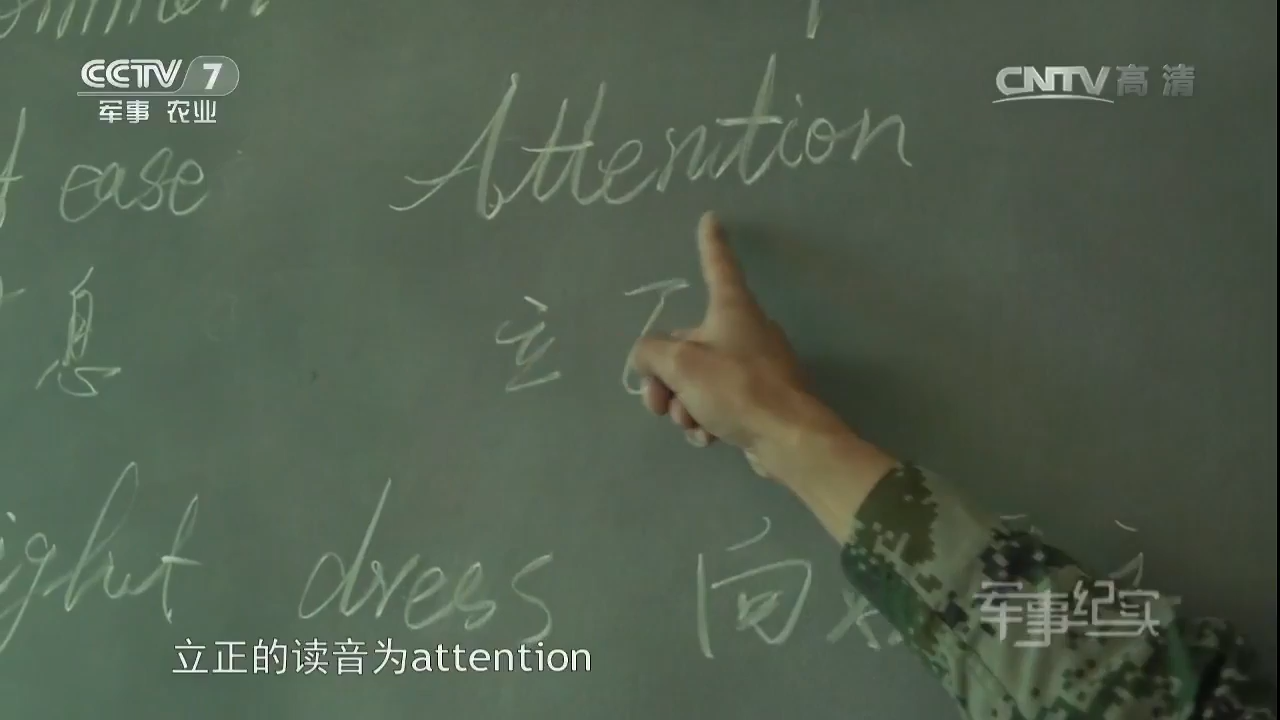 CCTV 7
军事 农业
CNTV 高清
ease Attention
息 立
dress 向
军事纪实
立正的读音为attention